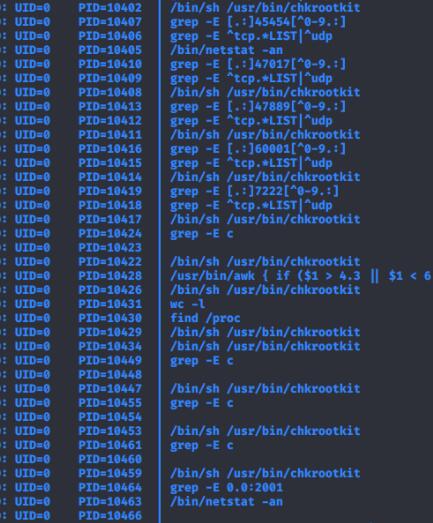 : UID=0 PID=10402 /bin/sh /usr/bin/chkrootkit
: UID=0 PID=10407 grep -E [.:]45454[^0-9.:]
: UID=0 PID=10406 grep -E ^tcp.*LIST|^udp
: UID=0 PID=10405 /bin/netstat -an
: UID=0 PID=10410 grep -E [.:]47017[^0-9.:]
: UID=0 PID=10409 grep -E ^tcp.*LIST|^udp
: UID=0 PID=10408 /bin/sh /usr/bin/chkrootkit
: UID=0 PID=10413 grep -E [.:]47889[^0-9.:]
: UID=0 PID=10412 grep -E ^tcp.*LIST|^udp
: UID=0 PID=10411 /bin/sh /usr/bin/chkrootkit
: UID=0 PID=10416 grep -E [.:]60001[^0-9.:]
: UID=0 PID=10415 grep -E ^tcp.*LIST|^udp
: UID=0 PID=10414 /bin/sh /usr/bin/chkrootkit
: UID=0 PID=10419 grep -E [.:]7222[^0-9.:]
: UID=0 PID=10418 grep -E ^tcp.*LIST|^udp
: UID=0 PID=10417 /bin/sh /usr/bin/chkrootkit
: UID=0 PID=10424 grep -E c
: UID=0 PID=10423
: UID=0 PID=10422 /bin/sh /usr/bin/chkrootkit
: UID=0 PID=10428 /usr/bin/awk { if ($1 > 4.3 || $1 < 6
: UID=0 PID=10426 /bin/sh /usr/bin/chkrootkit
: UID=0 PID=10431 wc -l
: UID=0 PID=10430 find /proc
: UID=0 PID=10429 /bin/sh /usr/bin/chkrootkit
: UID=0 PID=10434 /bin/sh /usr/bin/chkrootkit
: UID=0 PID=10449 grep -E c
: UID=0 PID=10448
: UID=0 PID=10447 /bin/sh /usr/bin/chkrootkit
: UID=0 PID=10455 grep -E c
: UID=0 PID=10454
: UID=0 PID=10453 /bin/sh /usr/bin/chkrootkit
: UID=0 PID=10461 grep -E c
: UID=0 PID=10460
: UID=0 PID=10459 /bin/sh /usr/bin/chkrootkit
: UID=0 PID=10464 grep -E 0.0:2001
: UID=0 PID=10463 /bin/netstat -an
: UID=0 PID=10466